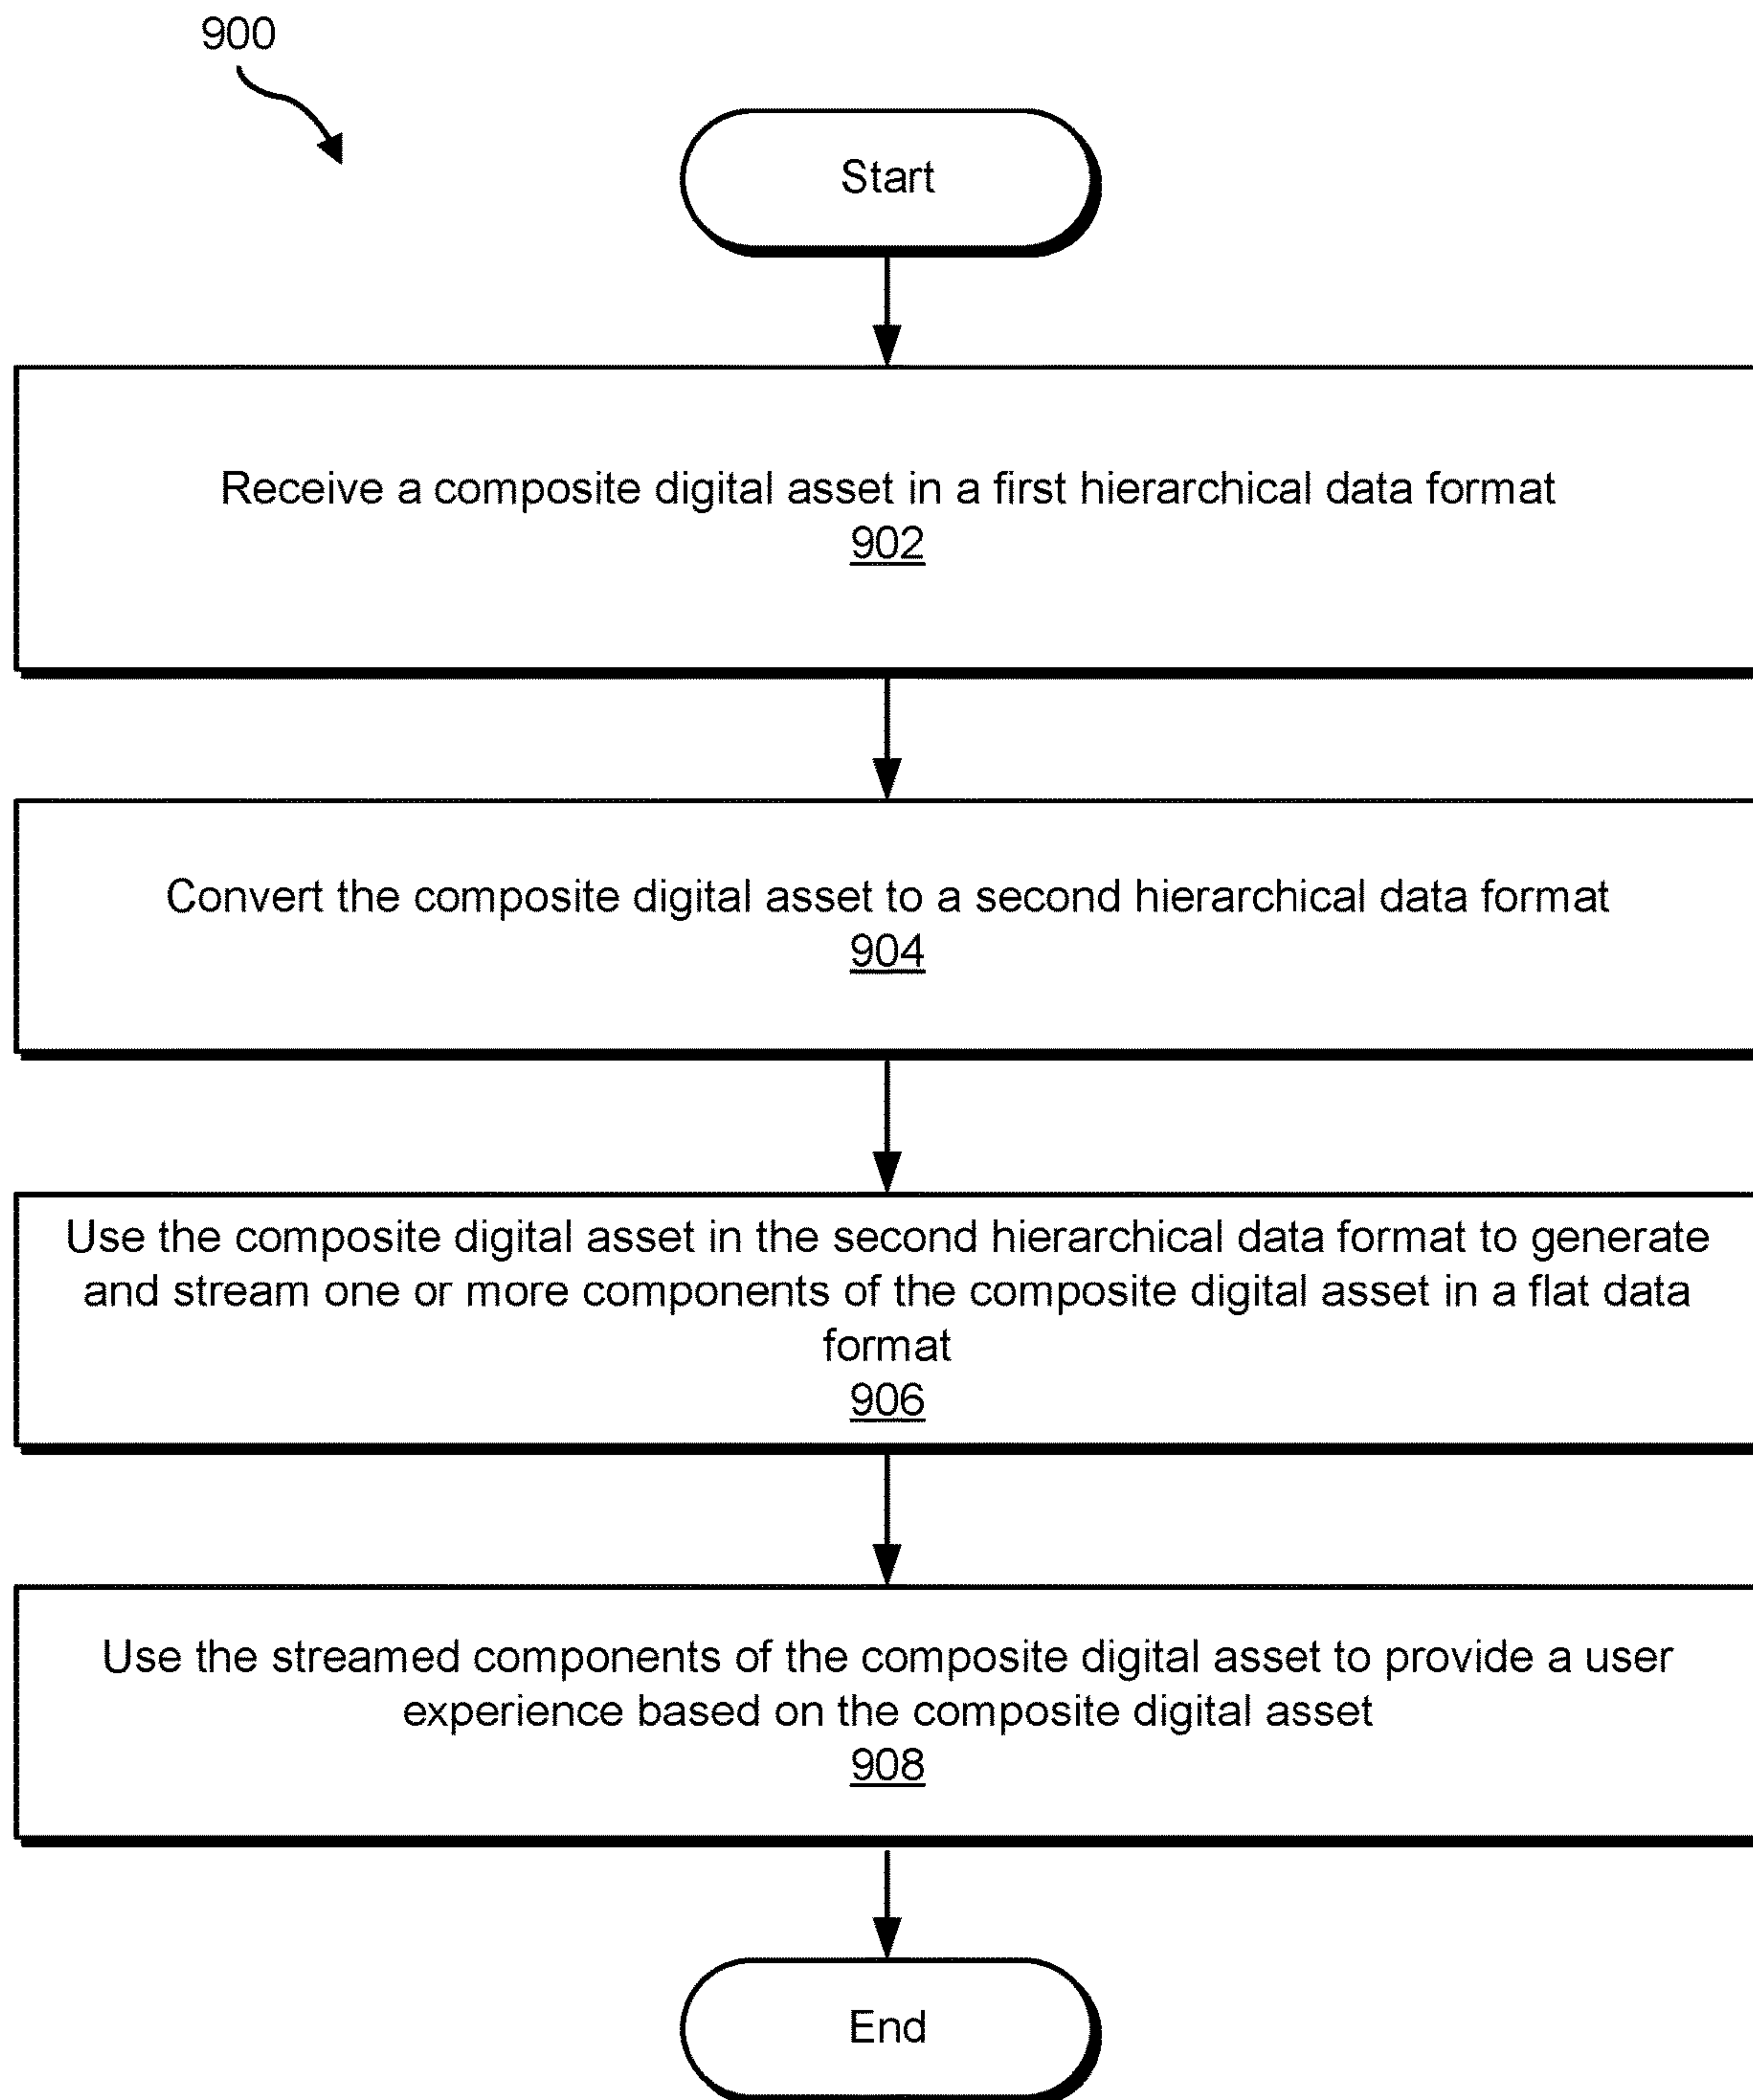 900
Start
Receive a composite digital asset in a first hierarchical data format
902
Convert the composite digital asset to a second hierarchical data format
904
Use the composite digital asset in the second hierarchical data format to generate
and stream one or more components of the composite digital asset in a flat data
format
906
Use the streamed components of the composite digital asset to provide a user
experience based on the composite digital asset
908
End